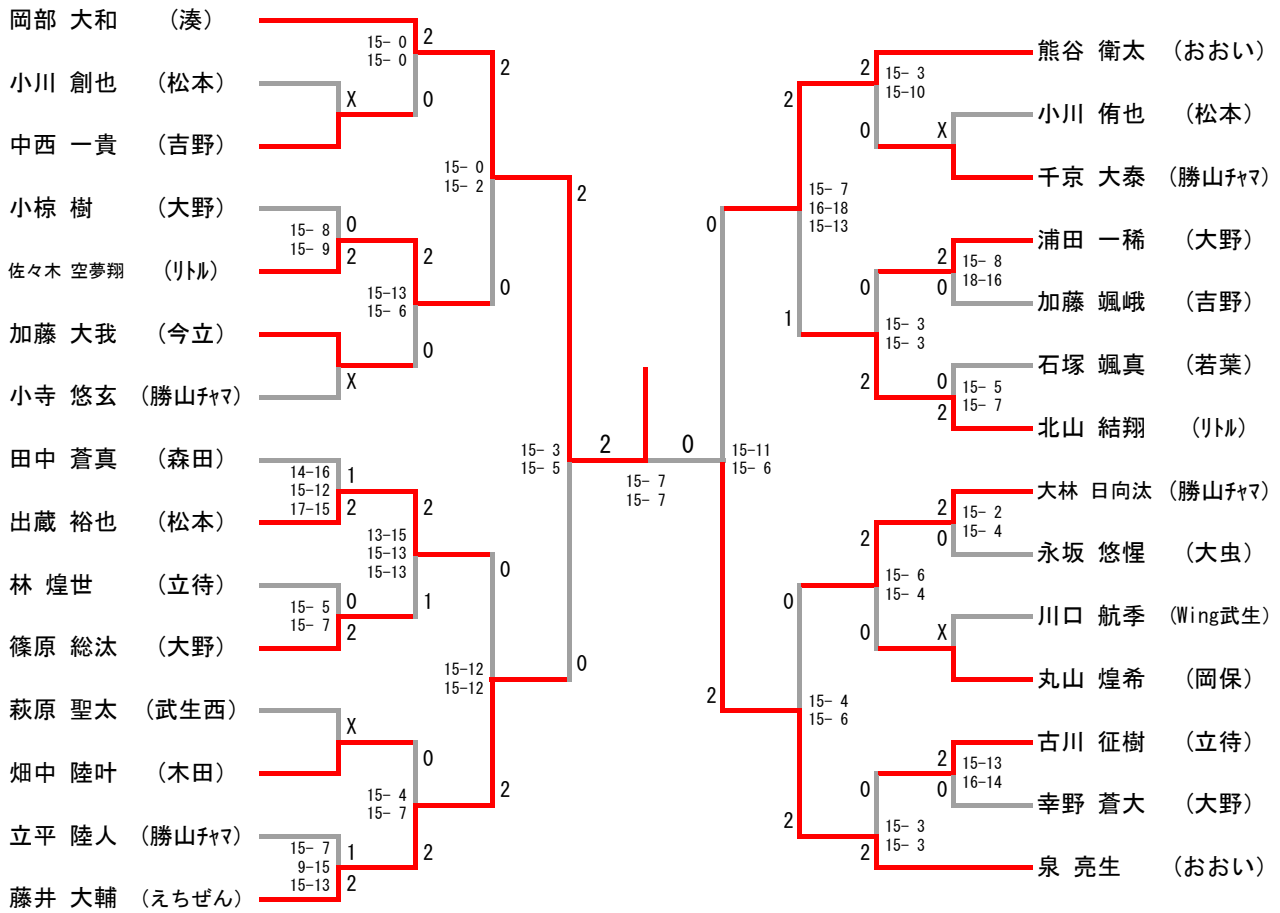 岡部 大和 (湊)
小川 創也 (松本)
中西 一貴 (吉野)
小椋 樹 (大野)
佐々木 空夢翔 (ﾘﾄﾙ)
加藤 大我 (今立)
小寺 悠玄 (勝山ﾁｬﾏ)
田中 蒼真 (森田)
出蔵 裕也 (松本)
林 煌世 (立待)
篠原 総汰 (大野)
萩原 聖太 (武生西)
畑中 陸叶 (木田)
立平 陸人 (勝山ﾁｬﾏ)
藤井 大輔 (えちぜん)
15- 0
15- 0
2
0
X
15- 8
15- 9
0
2
15-13
15- 6
2
0
X
15- 0
15- 2
2
0
14-16
15-12
17-15
1
2
13-15
15-13
15-13
2
1
15- 5
15- 7
0
2
X
15- 4
15- 7
0
2
15- 7
9-15
15-13
1
2
15-12
15-12
0
2
15- 3
15- 5
2
0
2
0
15- 7
15- 7
15-11
15- 6
0
2
15- 7
16-18
15-13
2
1
15- 3
15-10
2
0
X
15- 8
18-16
2
0
15- 3
15- 3
0
2
15- 5
15- 7
0
2
15- 4
15- 6
0
2
15- 2
15- 4
2
0
15- 6
15- 4
2
0
X
15-13
16-14
2
0
15- 3
15- 3
0
2
熊谷 衛太 (おおい)
小川 侑也 (松本)
千京 大泰 (勝山ﾁｬﾏ)
浦田 一稀 (大野)
加藤 颯峨 (吉野)
石塚 颯真 (若葉)
北山 結翔 (ﾘﾄﾙ)
大林 日向汰 (勝山ﾁｬﾏ)
永坂 悠惺 (大虫)
川口 航季 (Wing武生)
丸山 煌希 (岡保)
古川 征樹 (立待)
幸野 蒼大 (大野)
泉 亮生 (おおい)